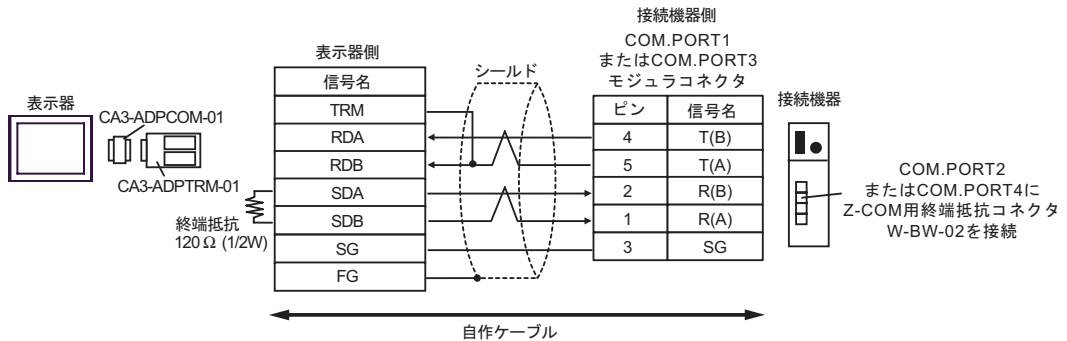 接続機器側
COM.PORT1
またはCOM.PORT3
モジュラコネクタ
表示器側
信号名
シールド
ピン 信号名
表示器
CA3-ADPCOM-01
CA3-ADPTRM-01
接続機器
TRM
RDA 4 T(B)
RDB 5 T(A)
SDA 2 R(B)
SDB 1 R(A)
SG 3 SG
FG
終端抵抗
120Ω (1/2W)
COM.PORT2
またはCOM.PORT4に
Z-COM用終端抵抗コネクタ
W-BW-02を接続
自作ケーブル